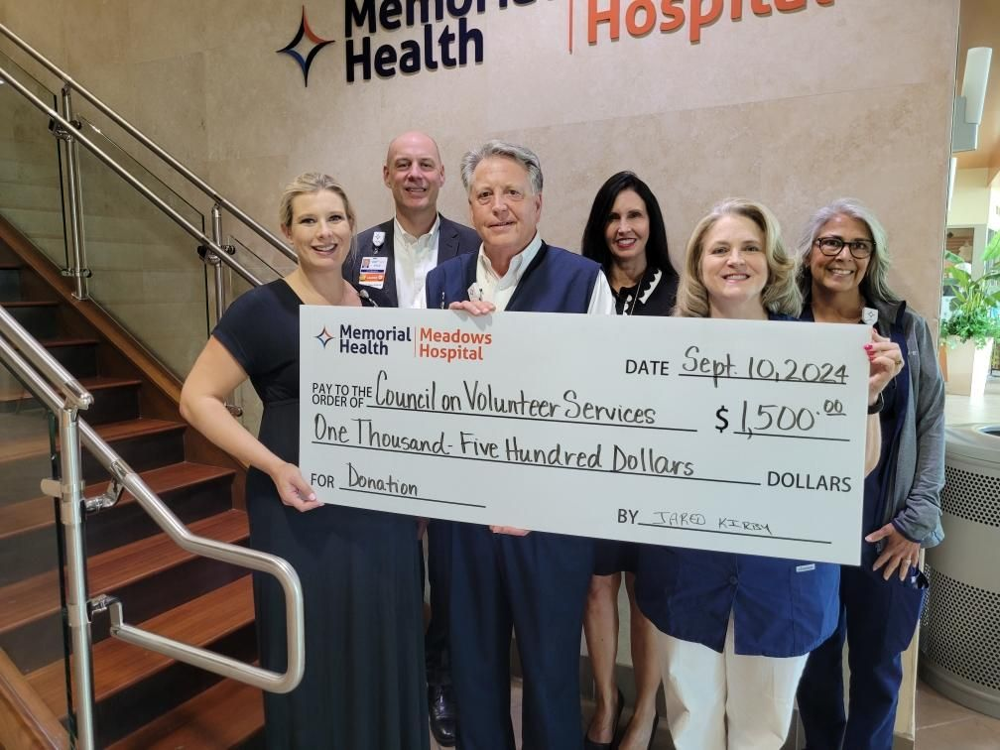 Memorial
Health
Hospital
Memorial
Health
Meadows
Hospital
DATE Sept. 10, 2024
PAY TO THE
ORDER OF Council on Volunteer Services $ 1,500.00
One Thousand-Five Hundred Dollars DOLLARS
FOR Donation
BY JARED KIRBY